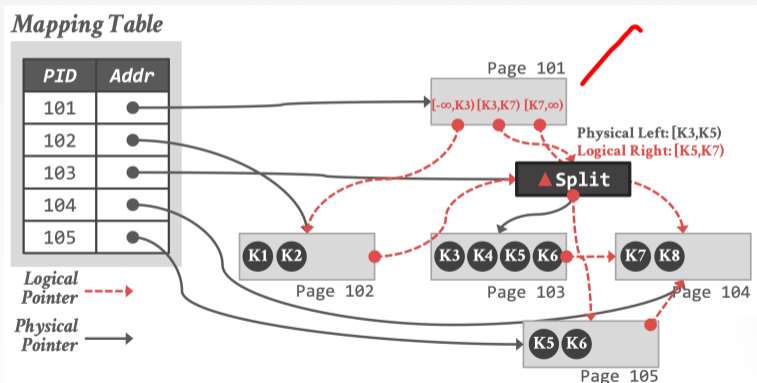 Mapping Table
PID Addr
101
102
103
104
105
Logical
Pointer
Physical
Pointer
Page 101
[-∞,K3) [K3,K7) [K7,∞)
Physical Left: [K3,K5)
Logical Right: [K5,K7)
▲Split
K1 K2
Page 102
K3 K4 K5 K6
Page 103
K7 K8
Page 104
K5 K6
Page 105